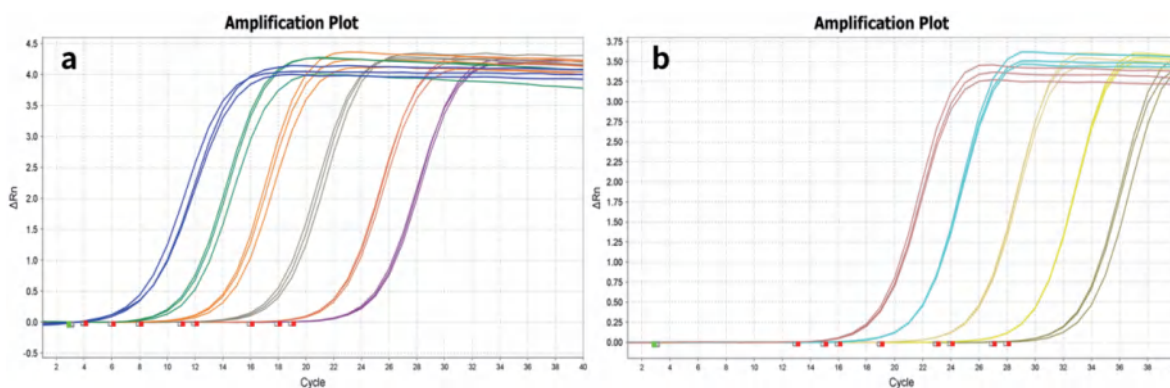 Amplification Plot
a
4.5
4.0
3.5
3.0
2.5
2.0
1.5
1.0
0.5
0.0
-0.5
ΔRn
2 4 6 8 10 12 14 16 18 20 22 24 26 28 30 32 34 36 38 40
Cycle
Amplification Plot
b
3.75
3.50
3.25
3.00
2.75
2.50
2.25
2.00
1.75
1.50
1.25
1.00
0.75
0.50
0.25
0.00
ΔRn
2 4 6 8 10 12 14 16 18 20 22 24 26 28 30 32 34 36 38
Cycle